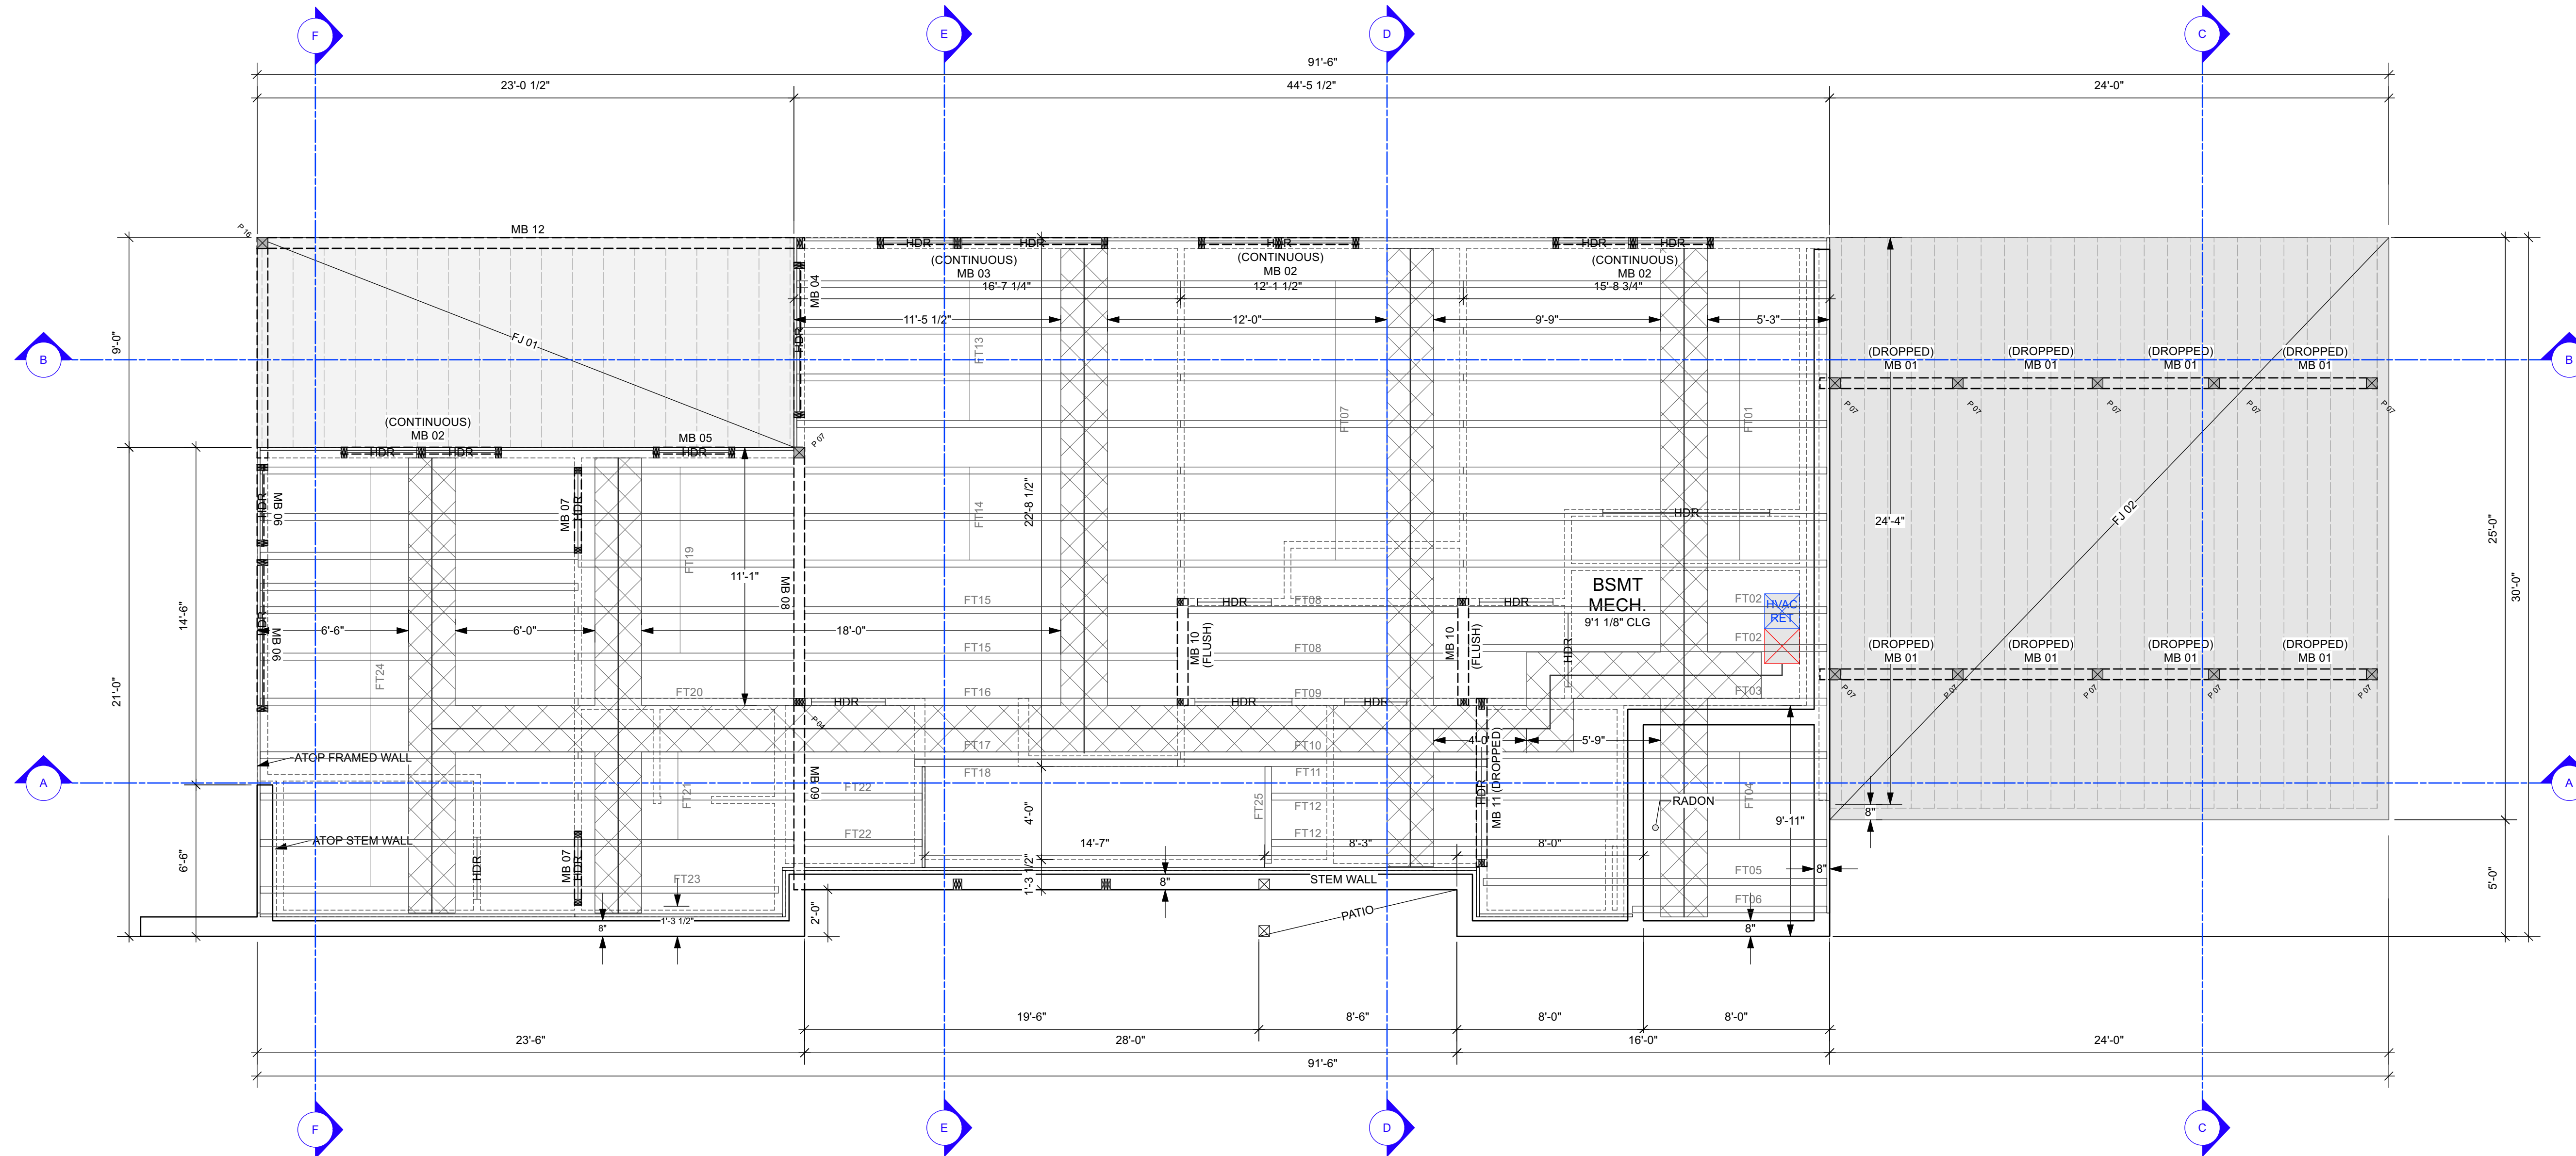 F
E
D
C
91'-6"
23'-0 1/2"
44'-5 1/2"
24'-0"
P 16
MB 12
HDR
HDR
HDR
HDR
HDR
(CONTINUOUS)
MB 03
(CONTINUOUS)
MB 02
(CONTINUOUS)
MB 02
MB 04
16'-7 1/4"
12'-1 1/2"
15'-8 3/4"
11'-5 1/2"
12'-0"
9'-9"
5'-3"
9'-0"
FJ 01
HDR
FT13
B
B
(DROPPED)
MB 01
(DROPPED)
MB 01
(DROPPED)
MB 01
(DROPPED)
MB 01
P 07
P 07
P 07
P 07
P 07
FT07
FT01
(CONTINUOUS)
MB 02
MB 05
P 07
HDR
HDR
HDR
HDR
MB 06
MB 07
HDR
FT14
22'-8 1/2"
HDR
24'-4"
FJ 02
25'-0"
30'-0"
FT19
11'-1"
MB 08
BSMT
MECH.
9'1 1/8" CLG
HVAC
RET
14'-6"
21'-0"
FT15
HDR
FT08
HDR
FT02
HDR
MB 06
6'-6"
6'-0"
18'-0"
FT15
MB 10
(FLUSH)
FT08
MB 10
(FLUSH)
HDR
FT02
(DROPPED)
MB 01
(DROPPED)
MB 01
(DROPPED)
MB 01
(DROPPED)
MB 01
P 07
P 07
P 07
P 07
P 07
FT24
FT20
FT16
FT09
FT03
HDR
HDR
HDR
P 04
FT17
FT10
4'-0"
5'-9"
ATOP FRAMED WALL
FT18
FT11
A
A
MB 09
FT22
FT21
FT12
FT25
HDR
MB 11 (DROPPED)
RADON
FT04
9'-11"
8"
4'-0"
ATOP STEM WALL
FT22
FT12
14'-7"
8'-3"
8'-0"
6'-6"
HDR
MB 07
HDR
FT23
1'-3 1/2"
8"
STEM WALL
FT05
8"
FT06
5'-0"
1'-3 1/2"
8"
2'-0"
PATIO
8"
19'-6"
8'-6"
8'-0"
8'-0"
23'-6"
28'-0"
16'-0"
24'-0"
91'-6"
F
E
D
C